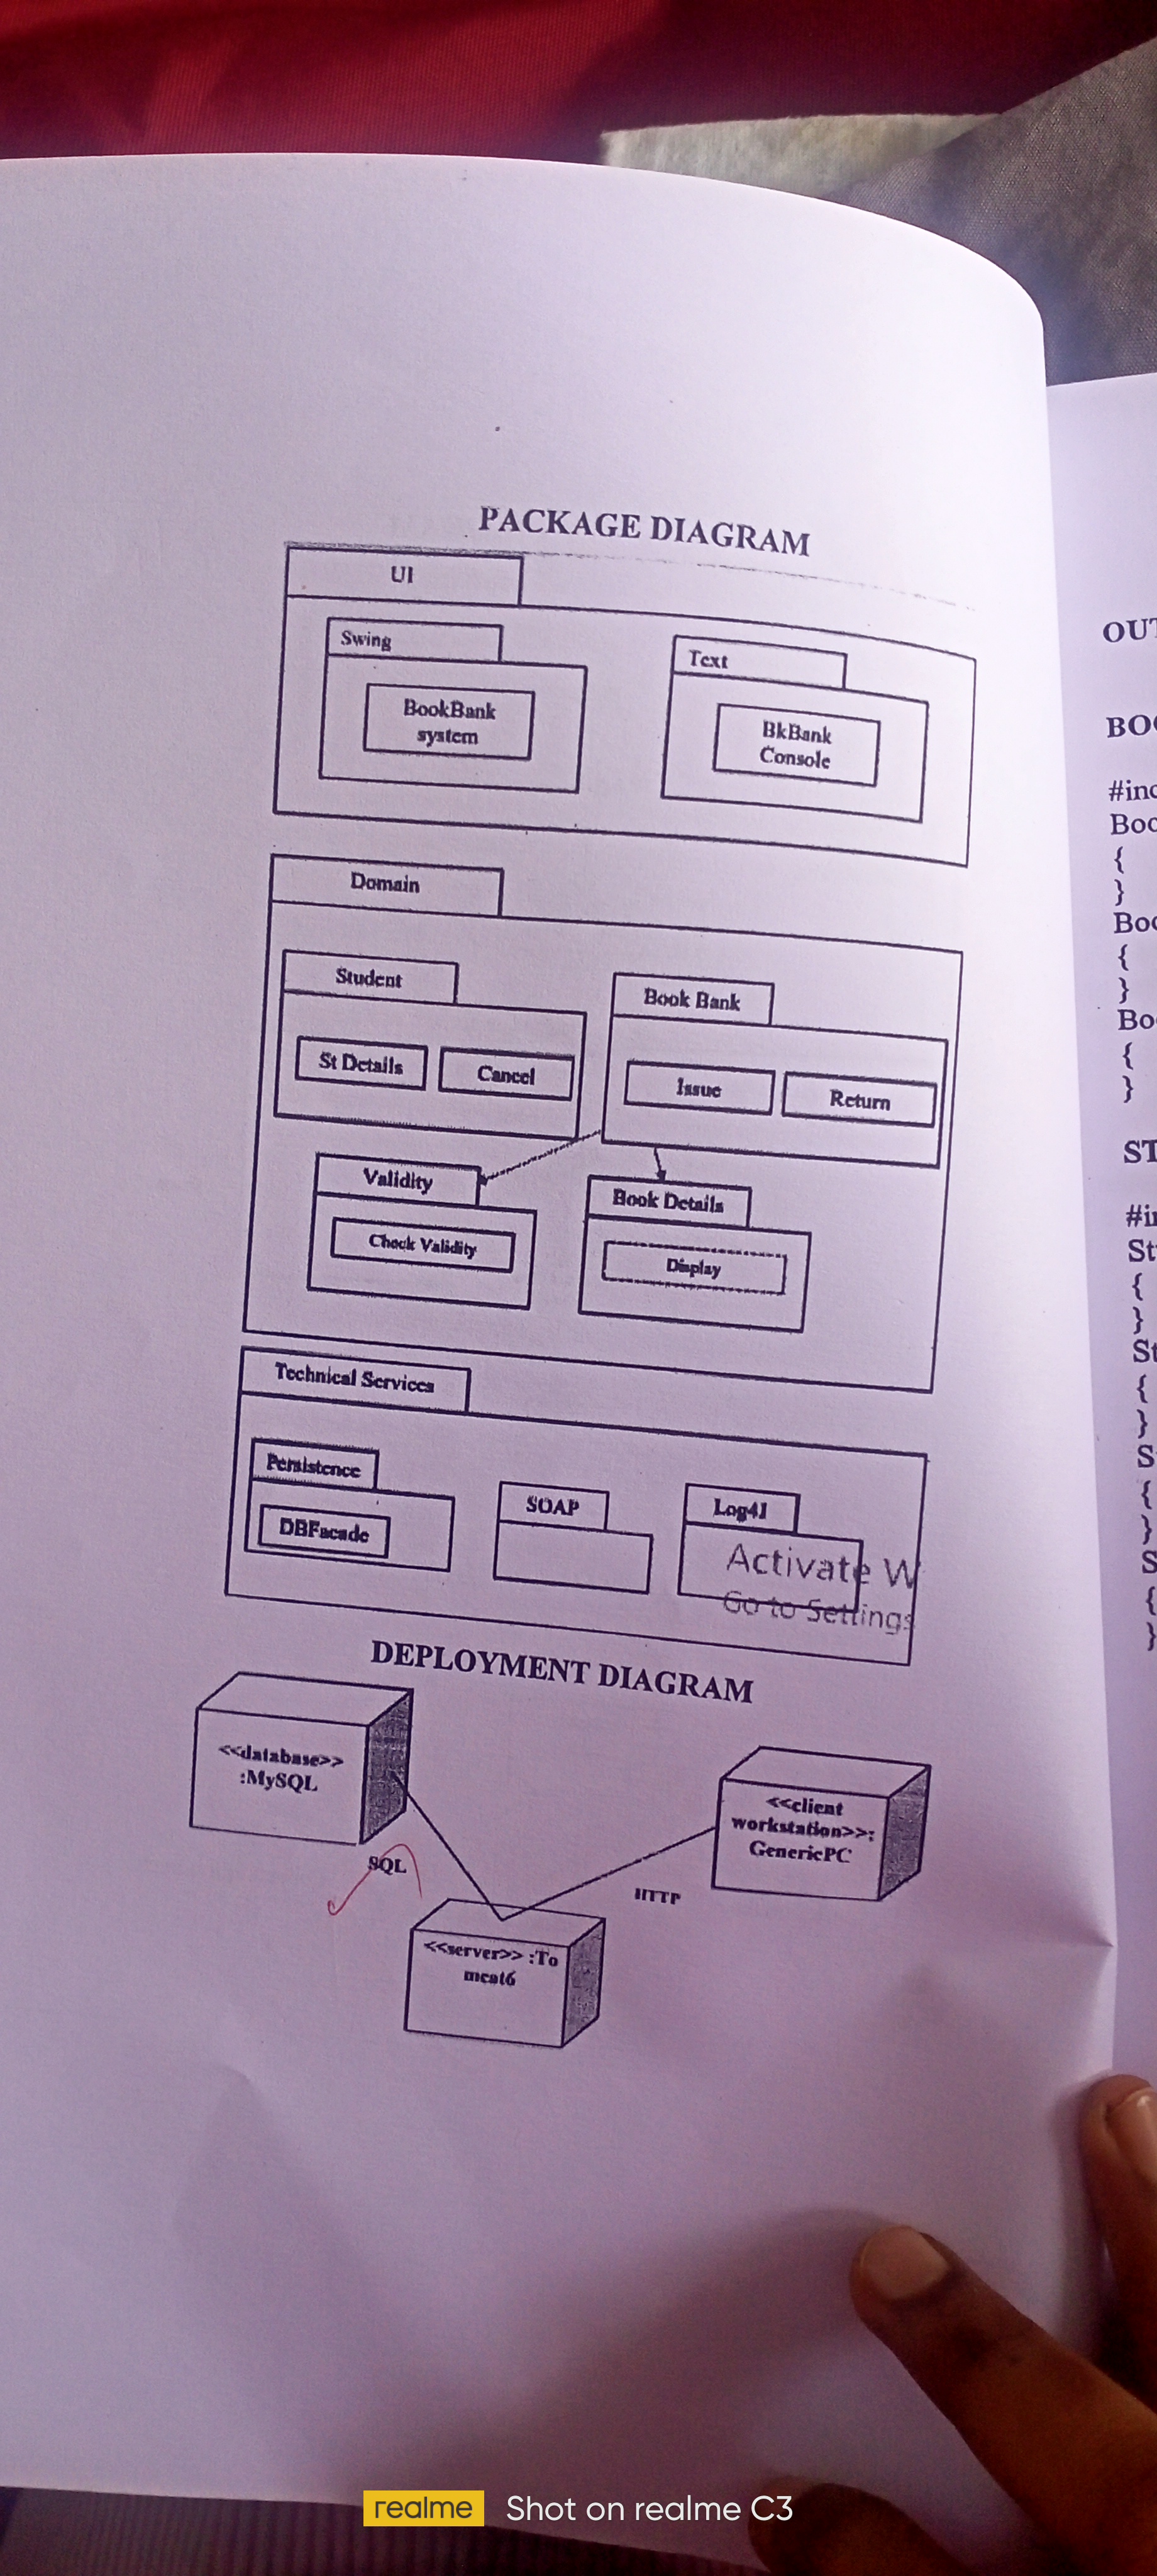 PACKAGE DIAGRAM
UI
Swing
Text
BookBank
system
BkBank
Console
Domain
Student
Book Bank
St Details
Cancel
Issue
Return
Validity
Book Details
Check Validity
Display
Technical Services
Persistence
SOAP
Log4J
DBFacade
Activate W
Go to Settings
DEPLOYMENT DIAGRAM
<<database>>
:MySQL
<<client
workstation>>:
GenericPC
SQL
HTTP
<<server>> :To
mcat6
OUT
BOO
#inc
Boo
{
}
Boo
{
}
Bo
{
}
ST
#in
St
{
}
St
{
}
S
{
}
S
{
}
realme Shot on realme C3